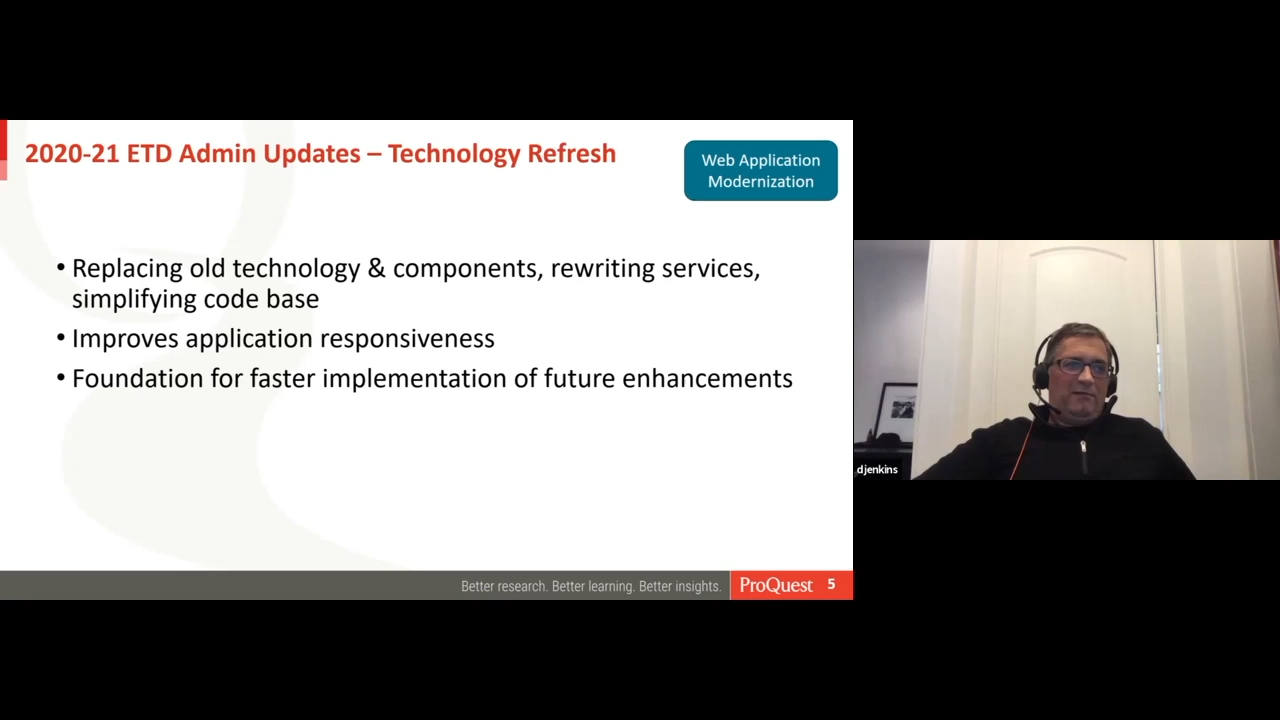 2020-21 ETD Admin Updates – Technology Refresh
Web Application
Modernization
• Replacing old technology & components, rewriting services,
simplifying code base
• Improves application responsiveness
• Foundation for faster implementation of future enhancements
djenkins
Better research. Better learning. Better insights.
ProQuest 5